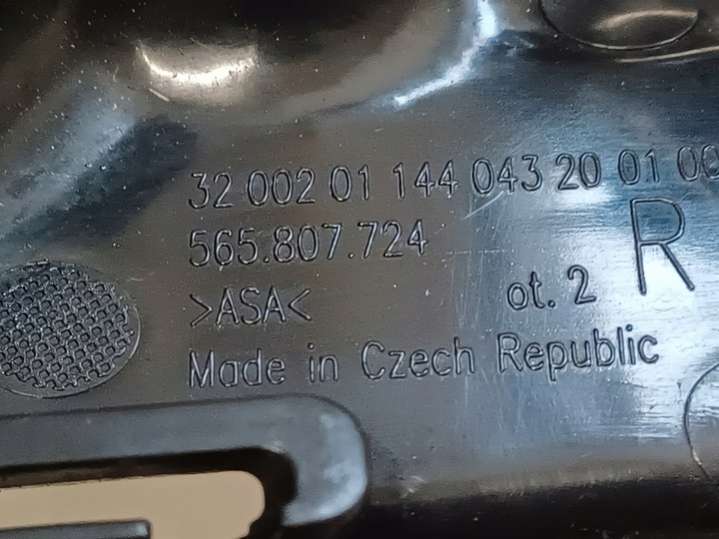 32 002 01 144 043 20 01 00
565.807.724
R
>ASA<
ot. 2
Made in Czech Republic